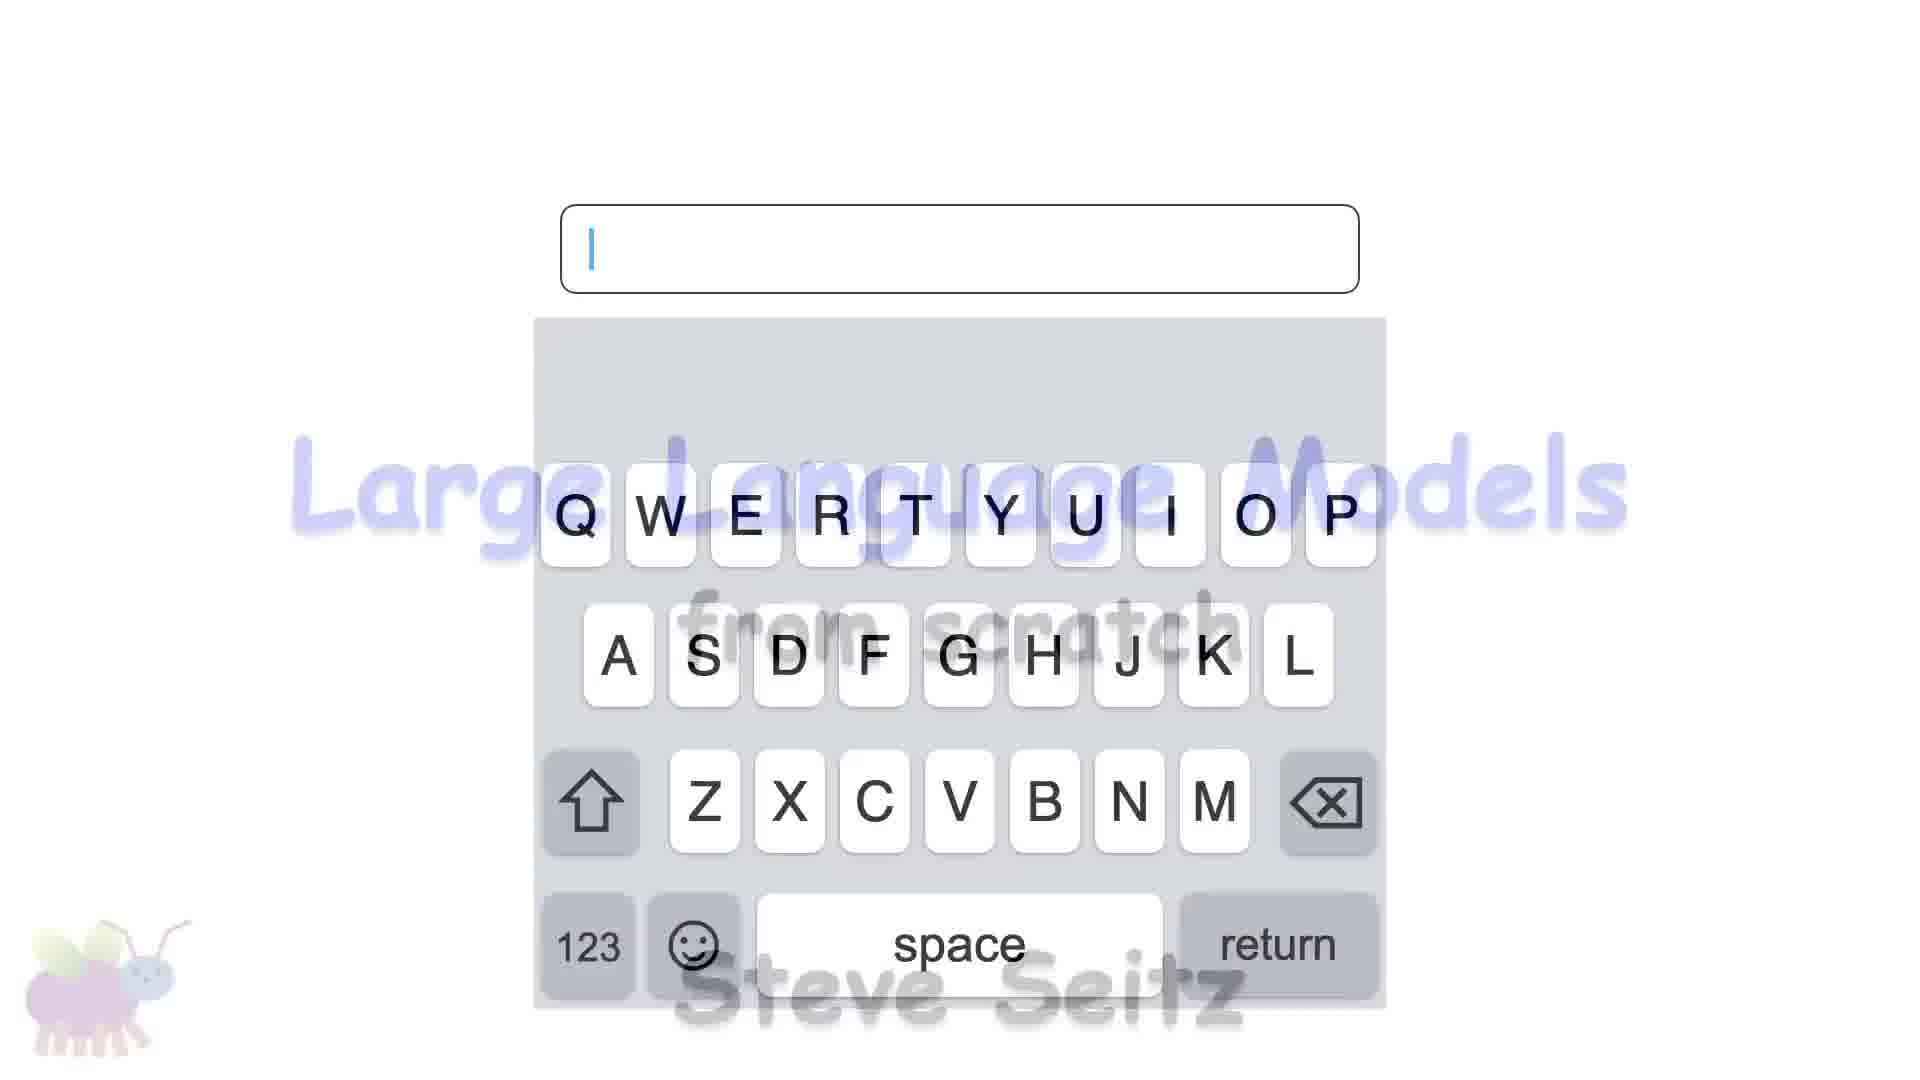 Large Language Models
Q W E R T Y U I O P
from scratch
A S D F G H J K L
Z X C V B N M
123 space return
Steve Seitz